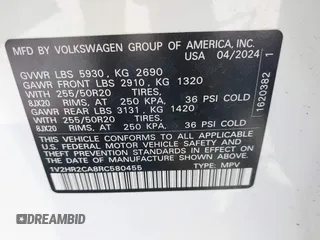 MFD BY VOLKSWAGEN GROUP OF AMERICA, INC.
USA 04/2024
GVWR LBS 5930, KG 2690
GAWR FRONT LBS 2910, KG 1320
WITH 255/50R20 TIRES,
8JX20 RIMS, AT 250 KPA, 36 PSI COLD
GAWR REAR LBS 3131, KG 1420
WITH 255/50R20 TIRES,
8JX20 RIMS, AT 250 KPA, 36 PSI COLD
THIS VEHICLE CONFORMS TO ALL APPLICABLE
FEDERAL MOTOR VEHICLE SAFETY AND
THEFT PREVENTION STANDARDS IN EFFECT ON THE
DATE OF MANUFACTURE SHOWN ABOVE.
1V2HR2CA8RC580455 TYPE: MPV
1620382 1
© 2023 BIDFAX.INFO